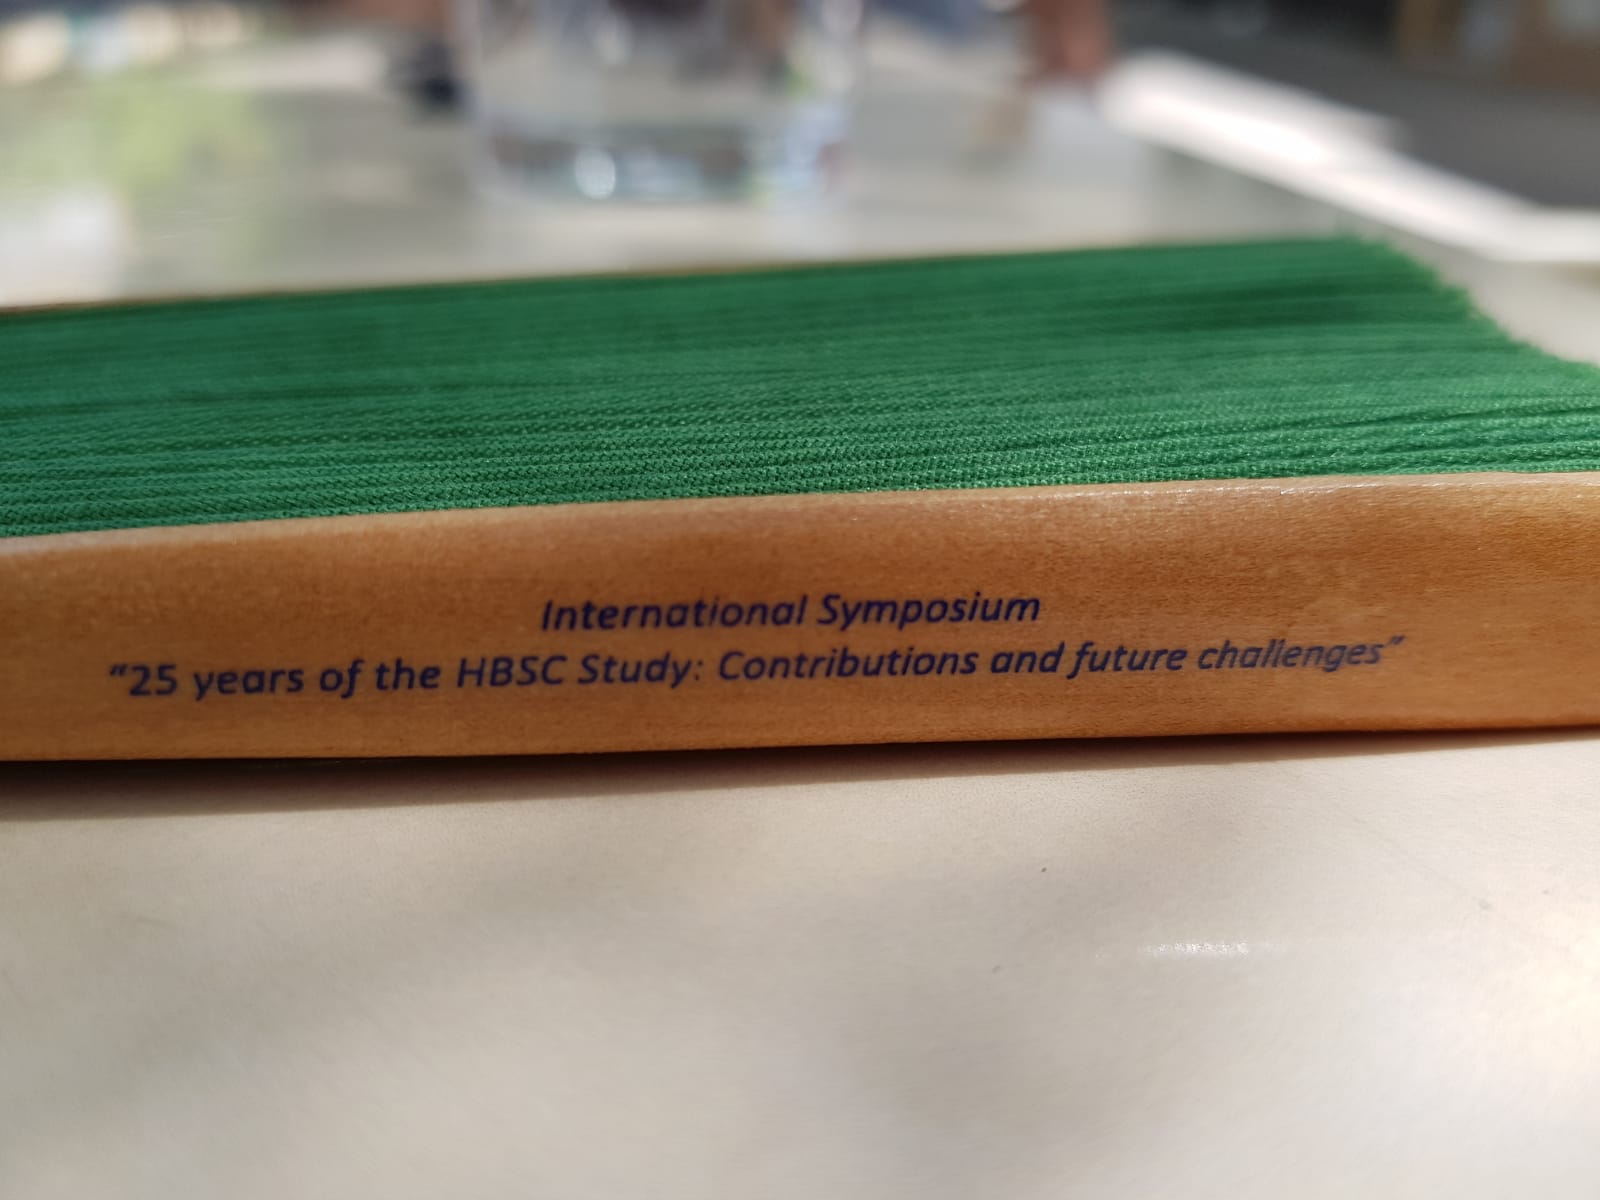 International Symposium
“25 years of the HBSC Study: Contributions and future challenges”